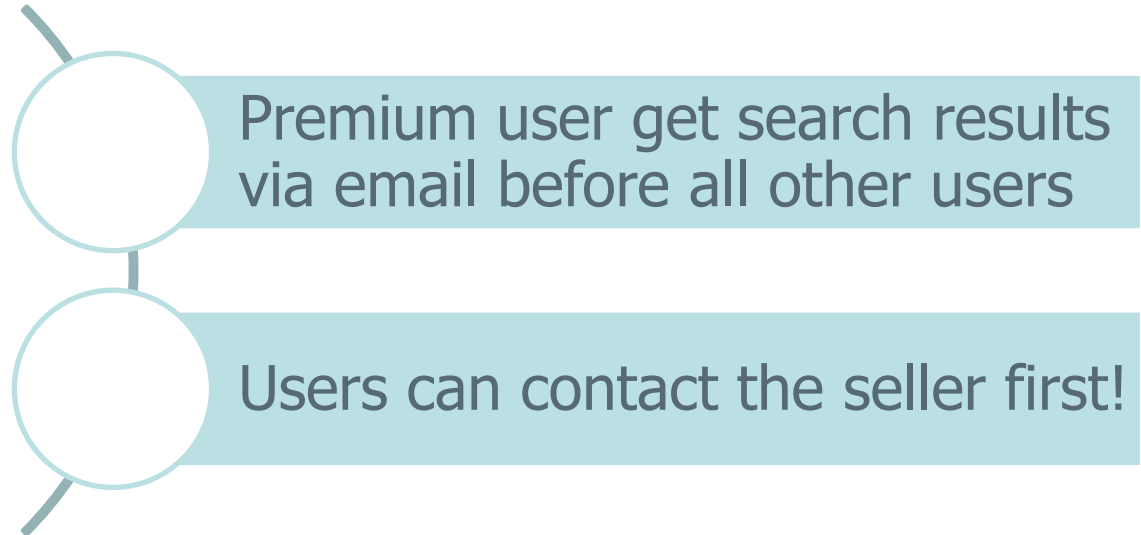 Premium user get search results
via email before all other users
Users can contact the seller first!